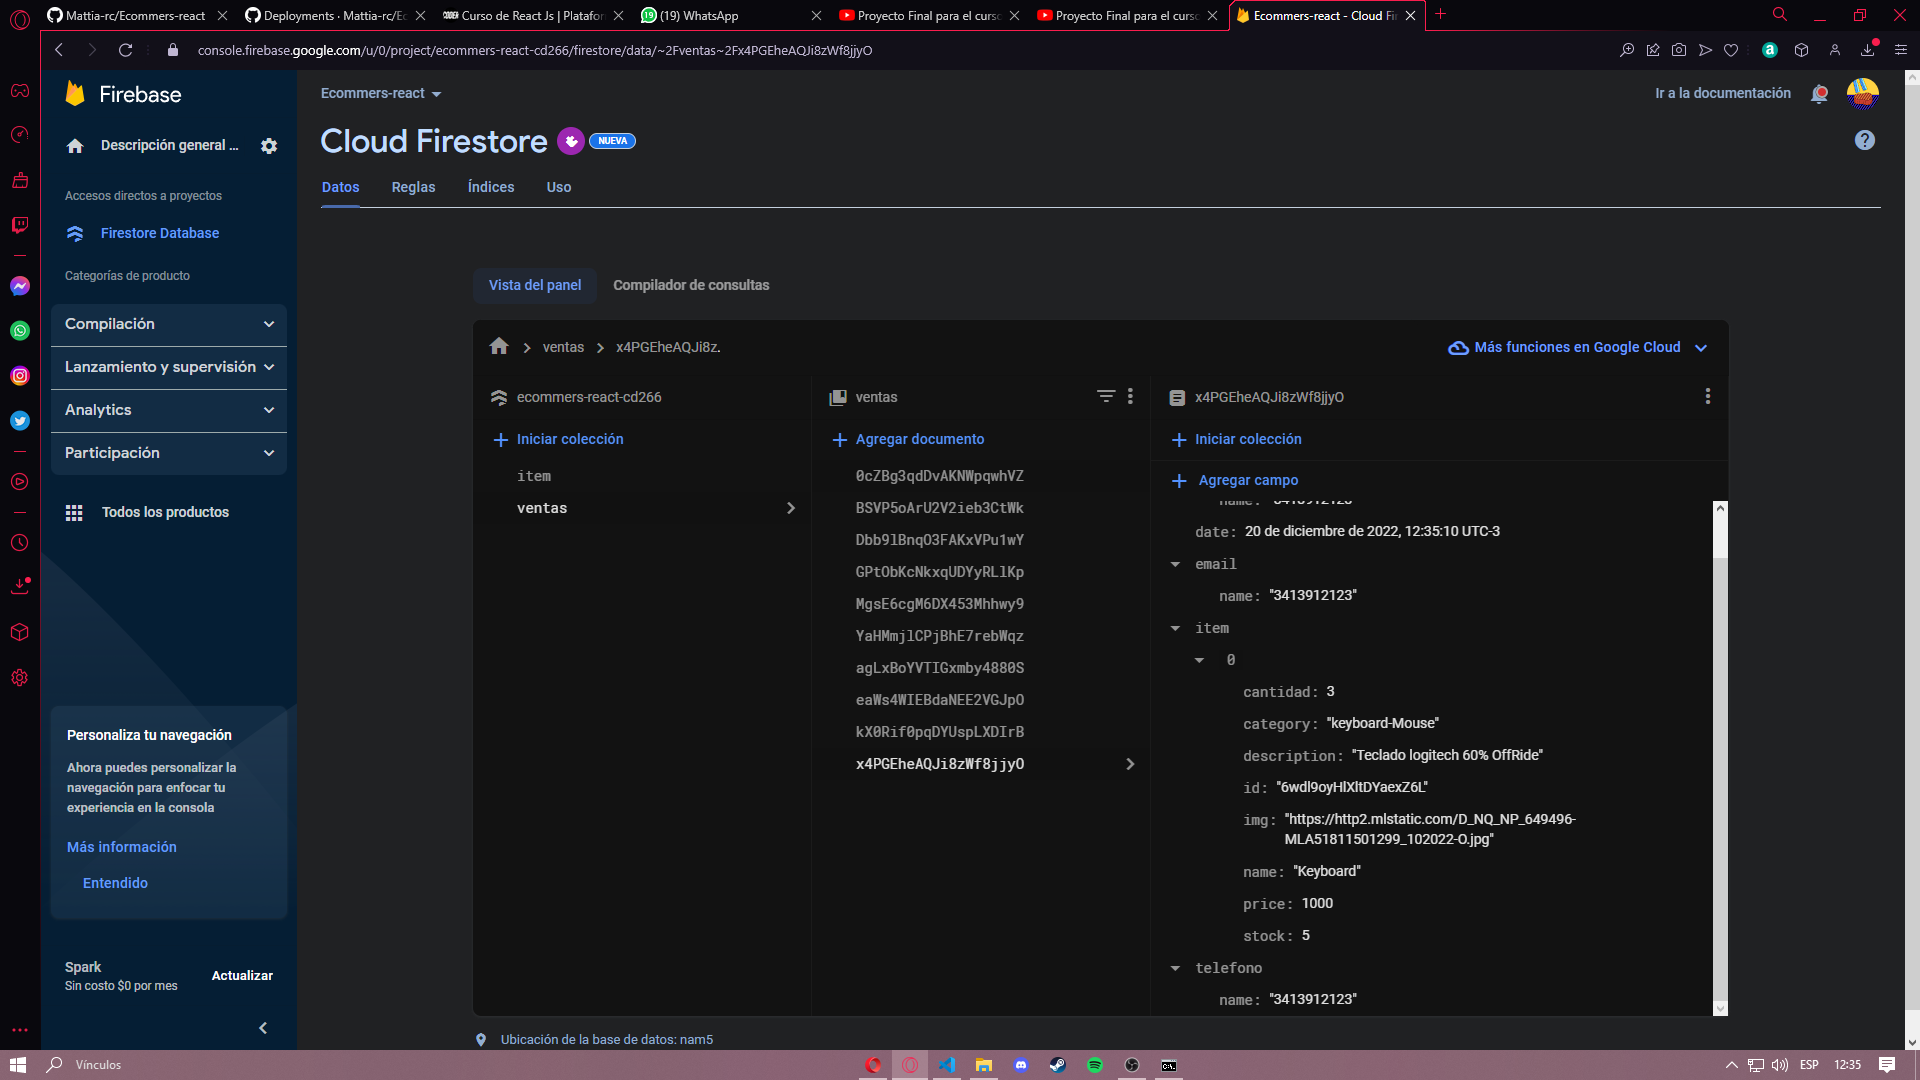 Mattia-rc/Ecommers-react
Deployments · Mattia-rc/Ec
CODER Curso de React Js | Platafor
(19) WhatsApp
Proyecto Final para el curso
Proyecto Final para el curso
Ecommers-react - Cloud Fi
console.firebase.google.com/u/0/project/ecommers-react-cd266/firestore/data/~2Fventas~2Fx4PGEheAQJi8zWf8jjyO
Firebase
Descripción general ...
Accesos directos a proyectos
Firestore Database
Categorías de producto
Compilación
Lanzamiento y supervisión
Analytics
Participación
Todos los productos
Personaliza tu navegación
Ahora puedes personalizar la
navegación para enfocar tu
experiencia en la consola
Más información
Entendido
Spark
Sin costo $0 por mes
Actualizar
Ecommers-react
Ir a la documentación
Cloud Firestore
NUEVA
Datos
Reglas
Índices
Uso
Vista del panel
Compilador de consultas
ventas
x4PGEheAQJi8z.
Más funciones en Google Cloud
ecommers-react-cd266
Iniciar colección
item
ventas
ventas
Agregar documento
0cZBg3qdDvAKNWpqwhVZ
BSVP5oArU2V2ieb3CtWk
Dbb9lBnqO3FAKxVPu1wY
GPtObKcNkxqUDYyRLlKp
MgsE6cgM6DX453Mhhwy9
YaHMmjlCPjBhE7rebWqz
agLxBoYVTIGxmby4880S
eaWs4WIEBdaNEE2VGJpO
kX0Rif0pqDYUspLXDIrB
x4PGEheAQJi8zWf8jjyO
x4PGEheAQJi8zWf8jjyO
Iniciar colección
Agregar campo
name: "3413912123"
date: 20 de diciembre de 2022, 12:35:10 UTC-3
email
name: "3413912123"
item
0
cantidad: 3
category: "keyboard-Mouse"
description: "Teclado logitech 60% OffRide"
id: "6wdl9oyHlXltDYaexZ6L"
img: "https://http2.mlstatic.com/D_NQ_NP_649496-
MLA51811501299_102022-O.jpg"
name: "Keyboard"
price: 1000
stock: 5
telefono
name: "3413912123"
Ubicación de la base de datos: nam5
Vínculos
ESP
12:35